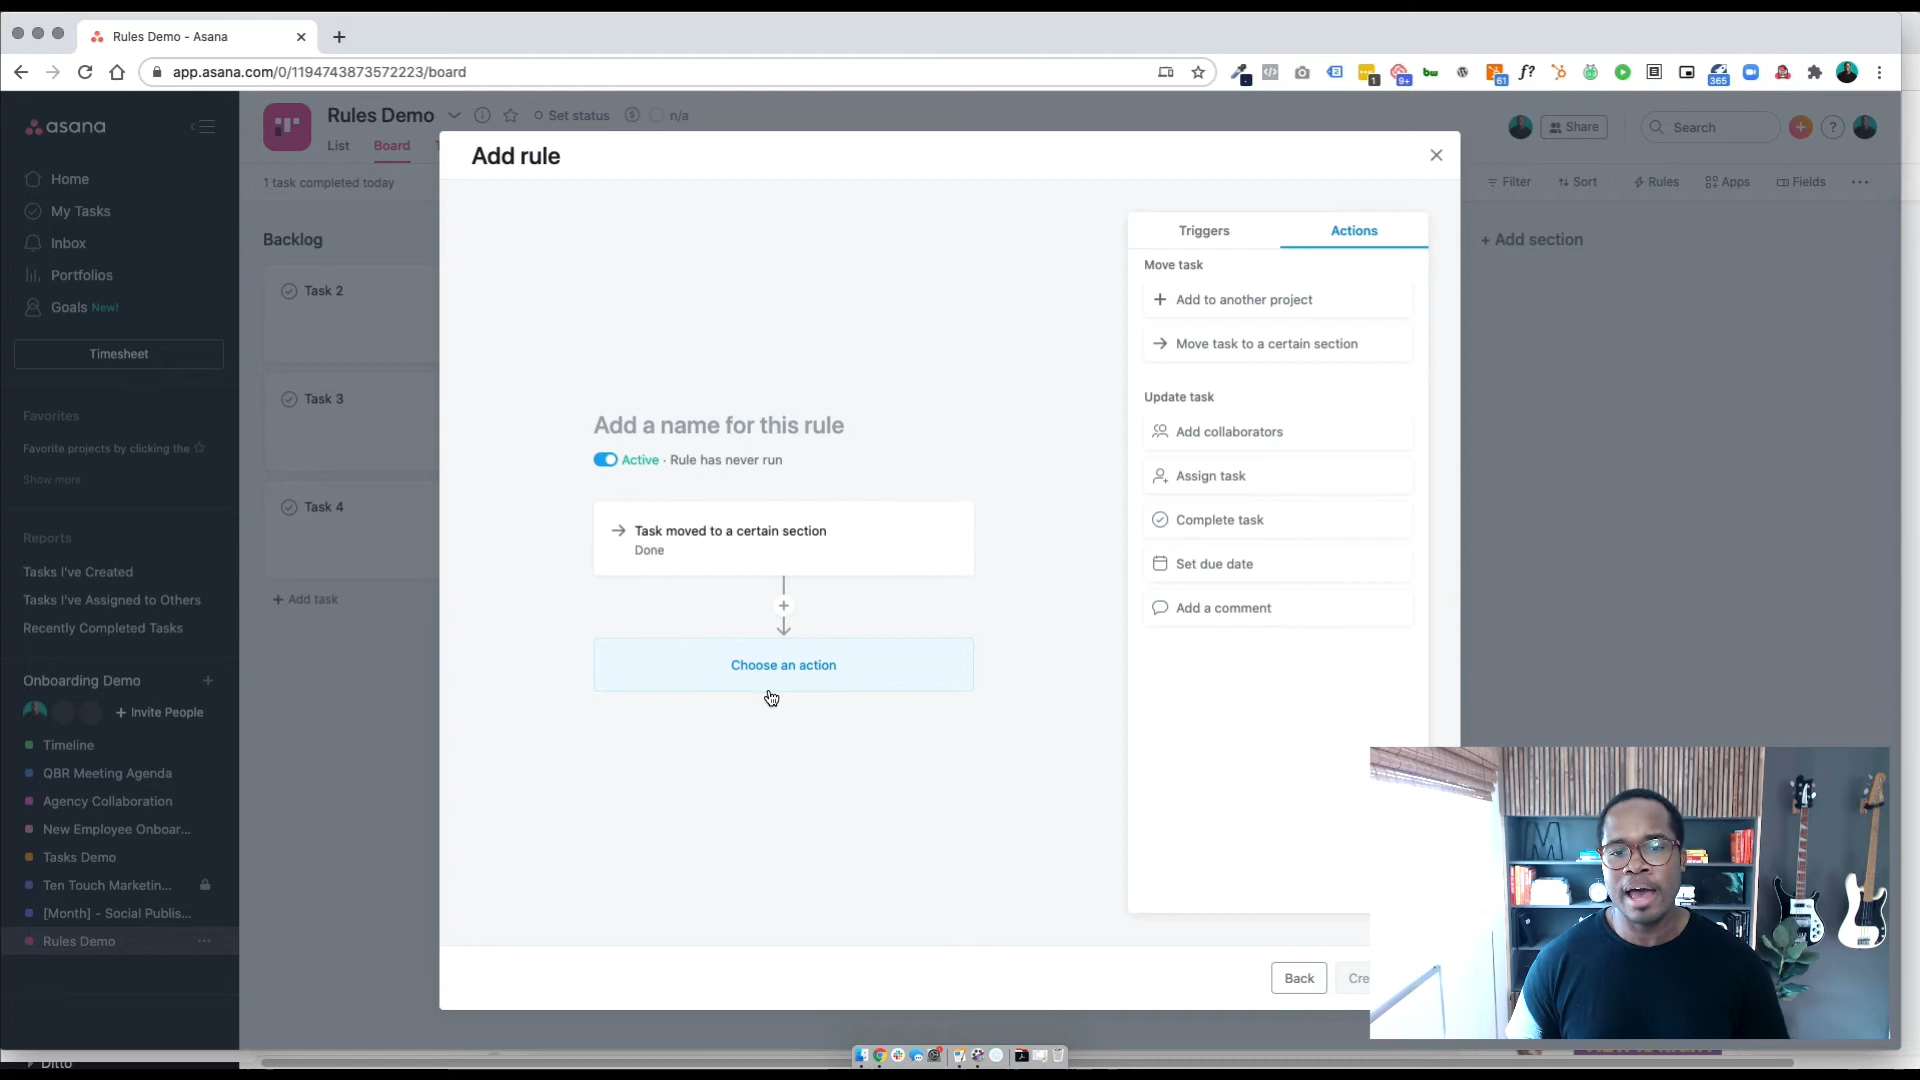 Rules Demo - Asana
app.asana.com/0/1194743873572223/board
1
9+
bw
61
f?
365
asana
Home
My Tasks
Inbox
Portfolios
Goals New!
Timesheet
Favorites
Favorite projects by clicking the
Show more
Reports
Tasks I've Created
Tasks I've Assigned to Others
Recently Completed Tasks
Onboarding Demo
+ Invite People
Timeline
QBR Meeting Agenda
Agency Collaboration
New Employee Onboar...
Tasks Demo
Ten Touch Marketin...
[Month] - Social Publis...
Rules Demo
Rules Demo
Set status
n/a
List
Board
1 task completed today
Share
Search
?
Filter
Sort
Rules
Apps
Fields
Backlog
Task 2
Task 3
Task 4
+ Add task
+ Add section
Add rule
Add a name for this rule
Active · Rule has never run
Task moved to a certain section
Done
Choose an action
Triggers
Actions
Move task
Add to another project
Move task to a certain section
Update task
Add collaborators
Assign task
Complete task
Set due date
Add a comment
Back
Cre
M
Ditto